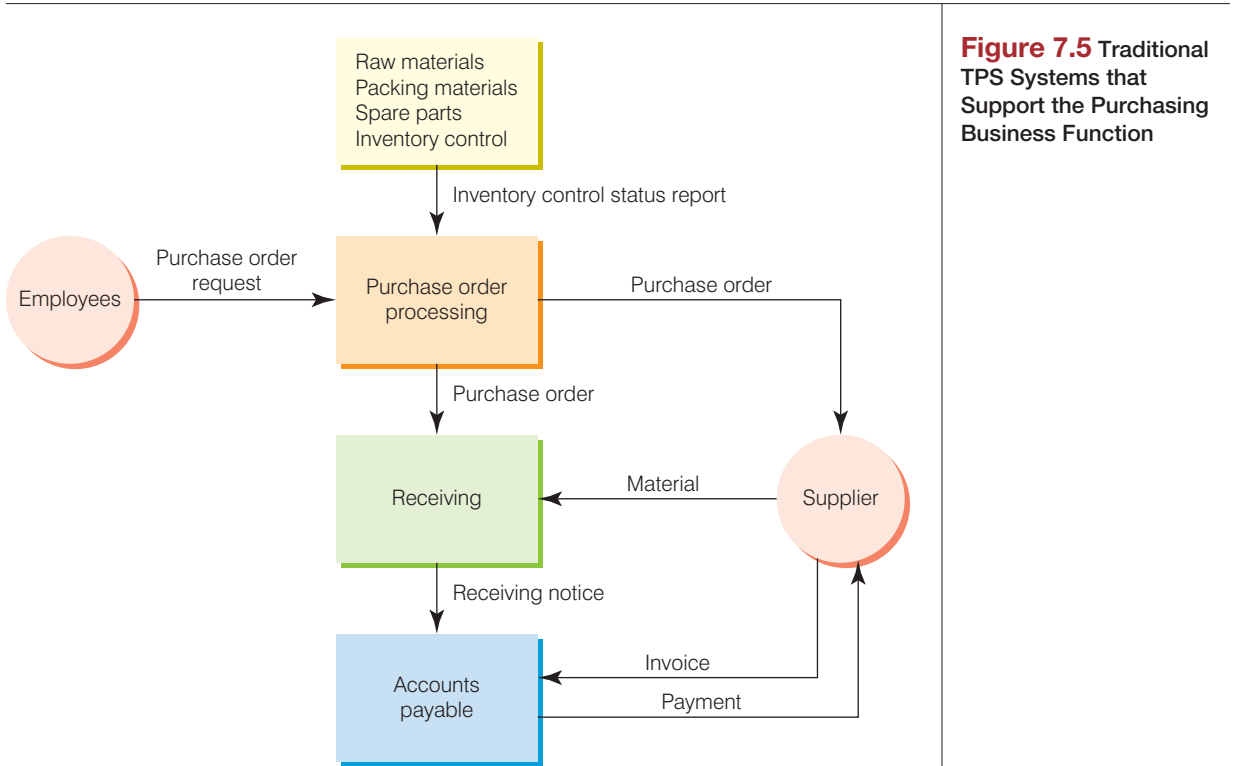 Figure 7.5 Traditional
TPS Systems that
Support the Purchasing
Business Function
Raw materials
Packing materials
Spare parts
Inventory control
Inventory control status report
Employees
Purchase order
request
Purchase order
processing
Purchase order
Purchase order
Receiving
Material
Supplier
Receiving notice
Accounts
payable
Invoice
Payment